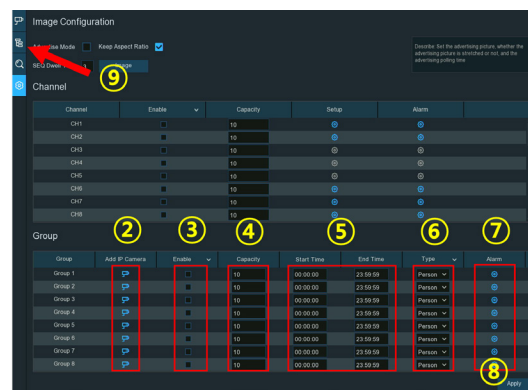 Image Configuration
Mode Keep Aspect Ratio
Describe: Set the advertising picture, whether the
advertising picture is stretched or not, and the
advertising polling time
SEQ Dwell Image
9
Channel
Channel Enable Capacity Setup Alarm
CH1 10
CH2 10
CH3 10
CH4 10
CH5 10
CH6 10
CH7 10
CH8 10
2 3 4 5 6 7
Group
Group Add IP Camera Enable Capacity Start Time End Time Type Alarm
Group 1 10 00:00:00 23:59:59 Person
Group 2 10 00:00:00 23:59:59 Person
Group 3 10 00:00:00 23:59:59 Person
Group 4 10 00:00:00 23:59:59 Person
Group 5 10 00:00:00 23:59:59 Person
Group 6 10 00:00:00 23:59:59 Person
Group 7 10 00:00:00 23:59:59 Person
Group 8 10 00:00:00 23:59:59 Person
8
Apply